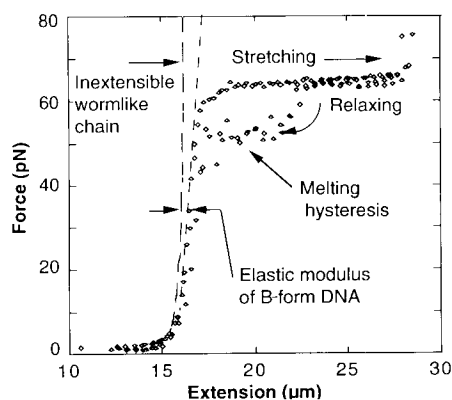 80
60
40
20
0
Force (pN)
Stretching
Inextensible
wormlike
chain
Relaxing
Melting
hysteresis
Elastic modulus
of B-form DNA
10 15 20 25 30
Extension (µm)